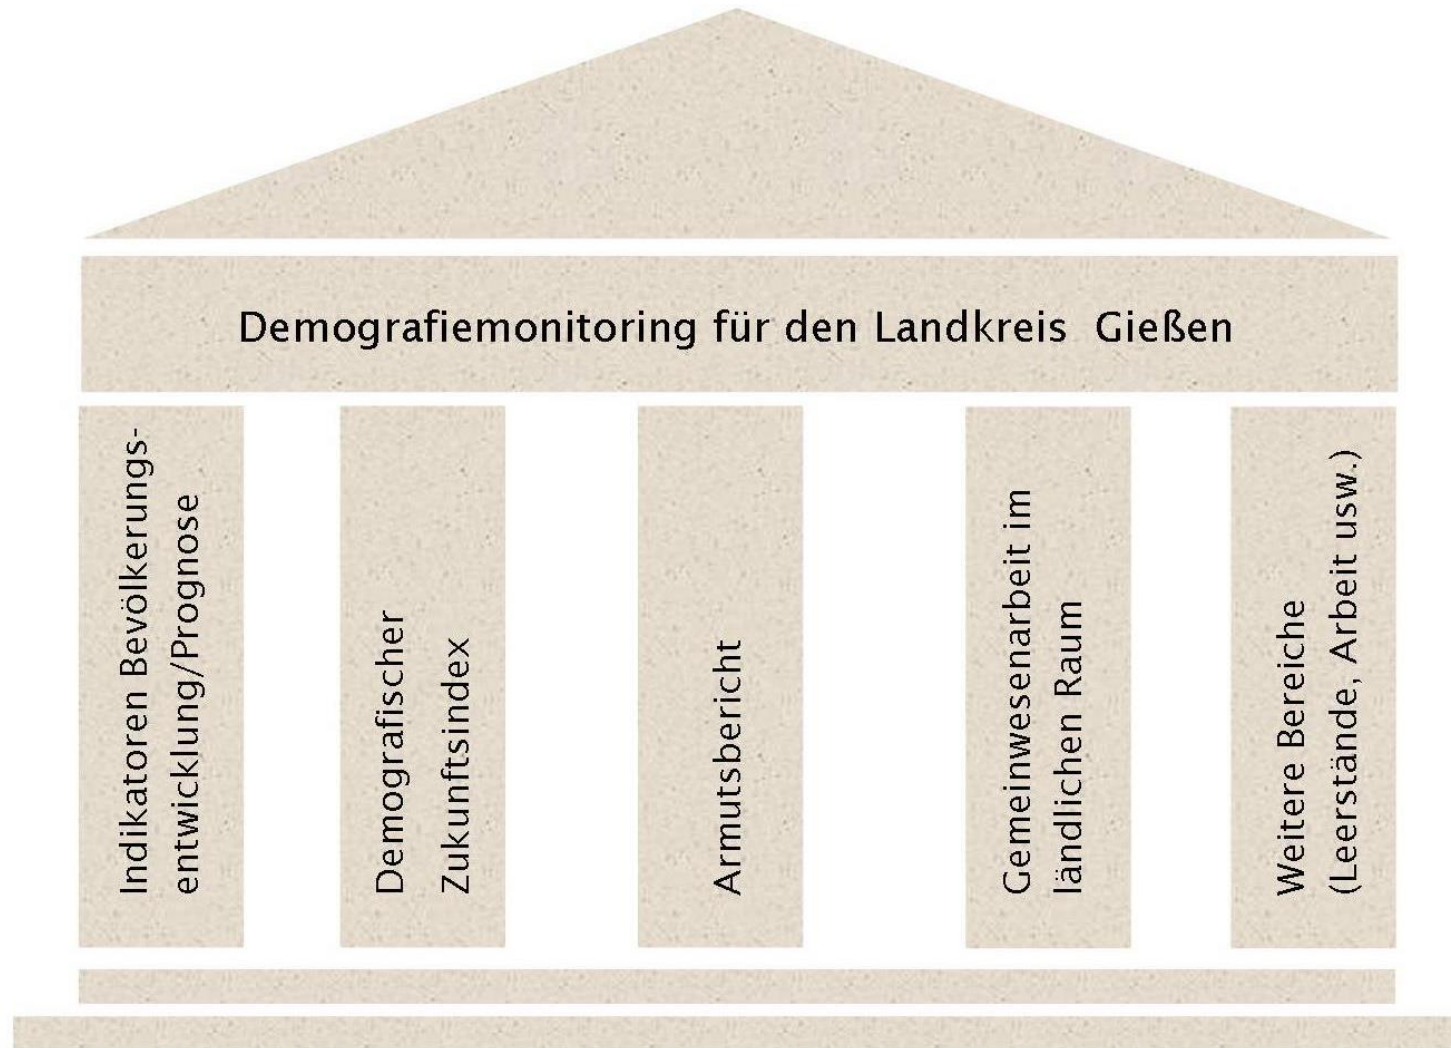 Demografiemonitoring für den Landkreis Gießen
Indikatoren Bevölkerungs-
entwicklung/Prognose
Demografischer
Zukunftsindex
Armutsbericht
Gemeinwesenarbeit im
ländlichen Raum
Weitere Bereiche
(Leerstände, Arbeit usw.)